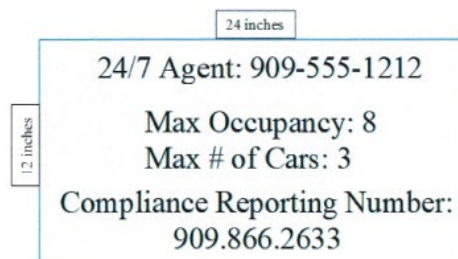 24 inches
24/7 Agent: 909-555-1212
12 inches
Max Occupancy: 8
Max # of Cars: 3
Compliance Reporting Number:
909.866.2633